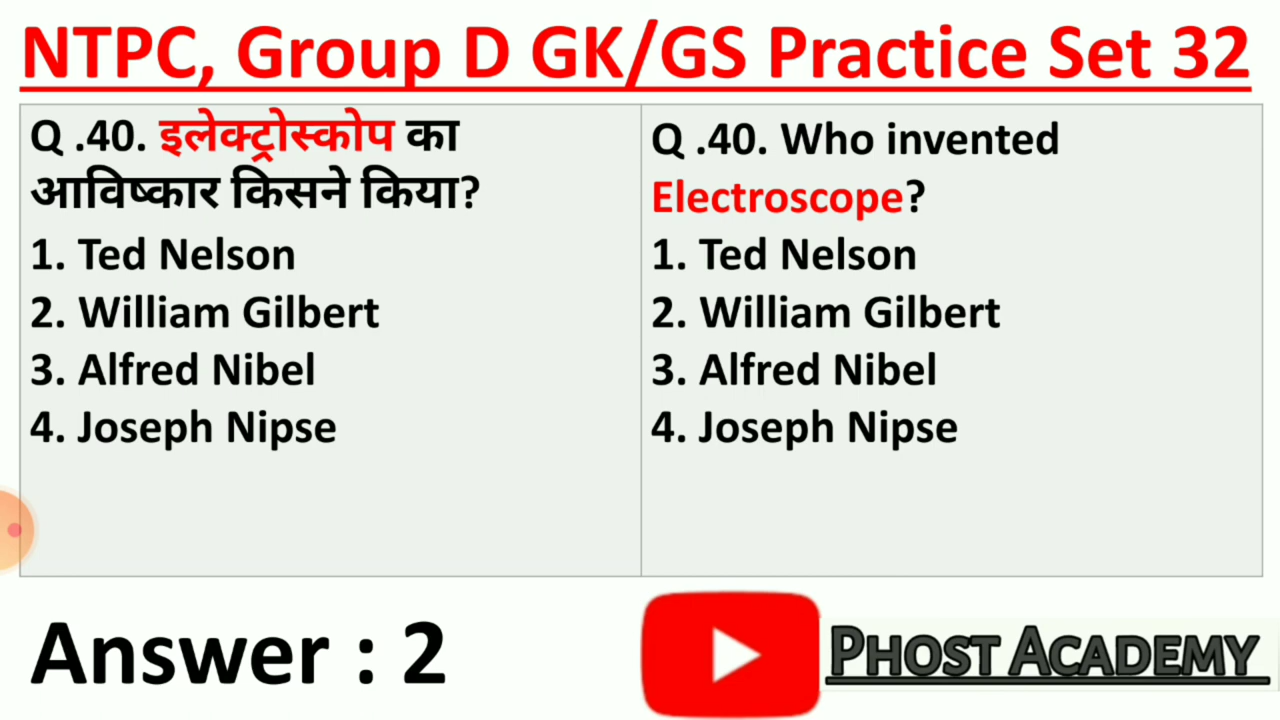 NTPC, Group D GK/GS Practice Set 32
Q .40. इलेक्ट्रोस्कोप का
आविष्कार किसने किया?
1. Ted Nelson
2. William Gilbert
3. Alfred Nibel
4. Joseph Nipse
Q .40. Who invented
Electroscope?
1. Ted Nelson
2. William Gilbert
3. Alfred Nibel
4. Joseph Nipse
Answer : 2
PHOST ACADEMY